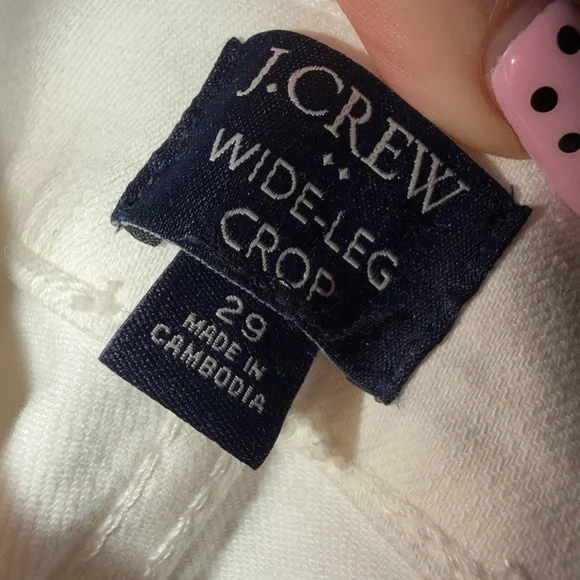 J.CREW
WIDE-LEG
CROP
29
MADE IN
CAMBODIA